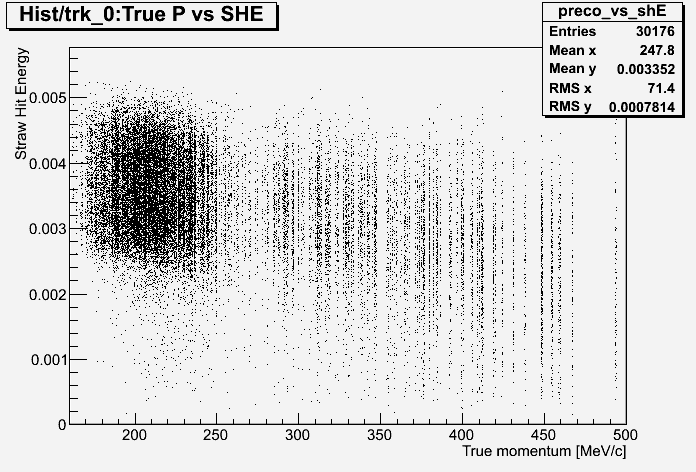 Hist/trk_0:True P vs SHE
preco_vs_shE
Entries 30176
Mean x 247.8
Mean y 0.003352
RMS x 71.4
RMS y 0.0007814
Straw Hit Energy
0.005
0.004
0.003
0.002
0.001
0
200 250 300 350 400 450 500
True momentum [MeV/c]